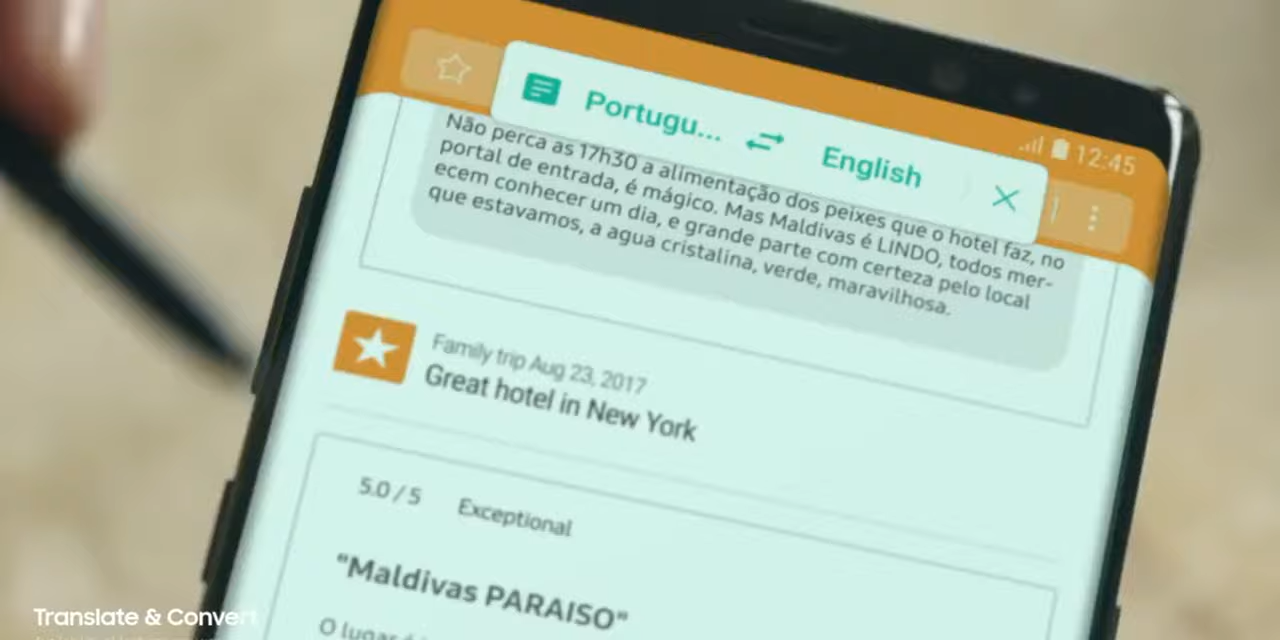 12:45
Portugu...
English
Não perca as 17h30 a alimentação dos peixes que o hotel faz, no
portal de entrada, é mágico. Mas Maldivas é LINDO, todos mer-
ecem conhecer um dia, e grande parte com certeza pelo local
que estavamos, a agua cristalina, verde, maravilhosa.
Family trip Aug 23, 2017
Great hotel in New York
5.0 / 5 Exceptional
"Maldivas PARAISO"
O lugar é
Translate & Convert